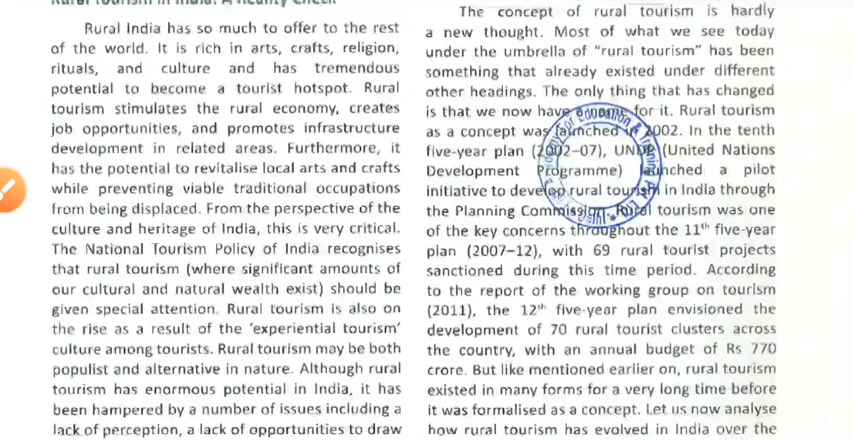 Rural Tourism in India: A Reality Check
Rural India has so much to offer to the rest
of the world. It is rich in arts, crafts, religion,
rituals, and culture and has tremendous
potential to become a tourist hotspot. Rural
tourism stimulates the rural economy, creates
job opportunities, and promotes infrastructure
development in related areas. Furthermore, it
has the potential to revitalise local arts and crafts
while preventing viable traditional occupations
from being displaced. From the perspective of the
culture and heritage of India, this is very critical.
The National Tourism Policy of India recognises
that rural tourism (where significant amounts of
our cultural and natural wealth exist) should be
given special attention. Rural tourism is also on
the rise as a result of the ‘experiential tourism’
culture among tourists. Rural tourism may be both
populist and alternative in nature. Although rural
tourism has enormous potential in India, it has
been hampered by a number of issues including a
lack of perception, a lack of opportunities to draw
The concept of rural tourism is hardly
a new thought. Most of what we see today
under the umbrella of “rural tourism” has been
something that already existed under different
other headings. The only thing that has changed
is that we now have a name for it. Rural tourism
as a concept was launched in 2002. In the tenth
five-year plan (2002–07), UNDP (United Nations
Development Programme) launched a pilot
initiative to develop rural tourism in India through
the Planning Commission. Rural tourism was one
of the key concerns throughout the 11th five-year
plan (2007–12), with 69 rural tourist projects
sanctioned during this time period. According
to the report of the working group on tourism
(2011), the 12th five-year plan envisioned the
development of 70 rural tourist clusters across
the country, with an annual budget of Rs 770
crore. But like mentioned earlier on, rural tourism
existed in many forms for a very long time before
it was formalised as a concept. Let us now analyse
how rural tourism has evolved in India over the
of Education & Training